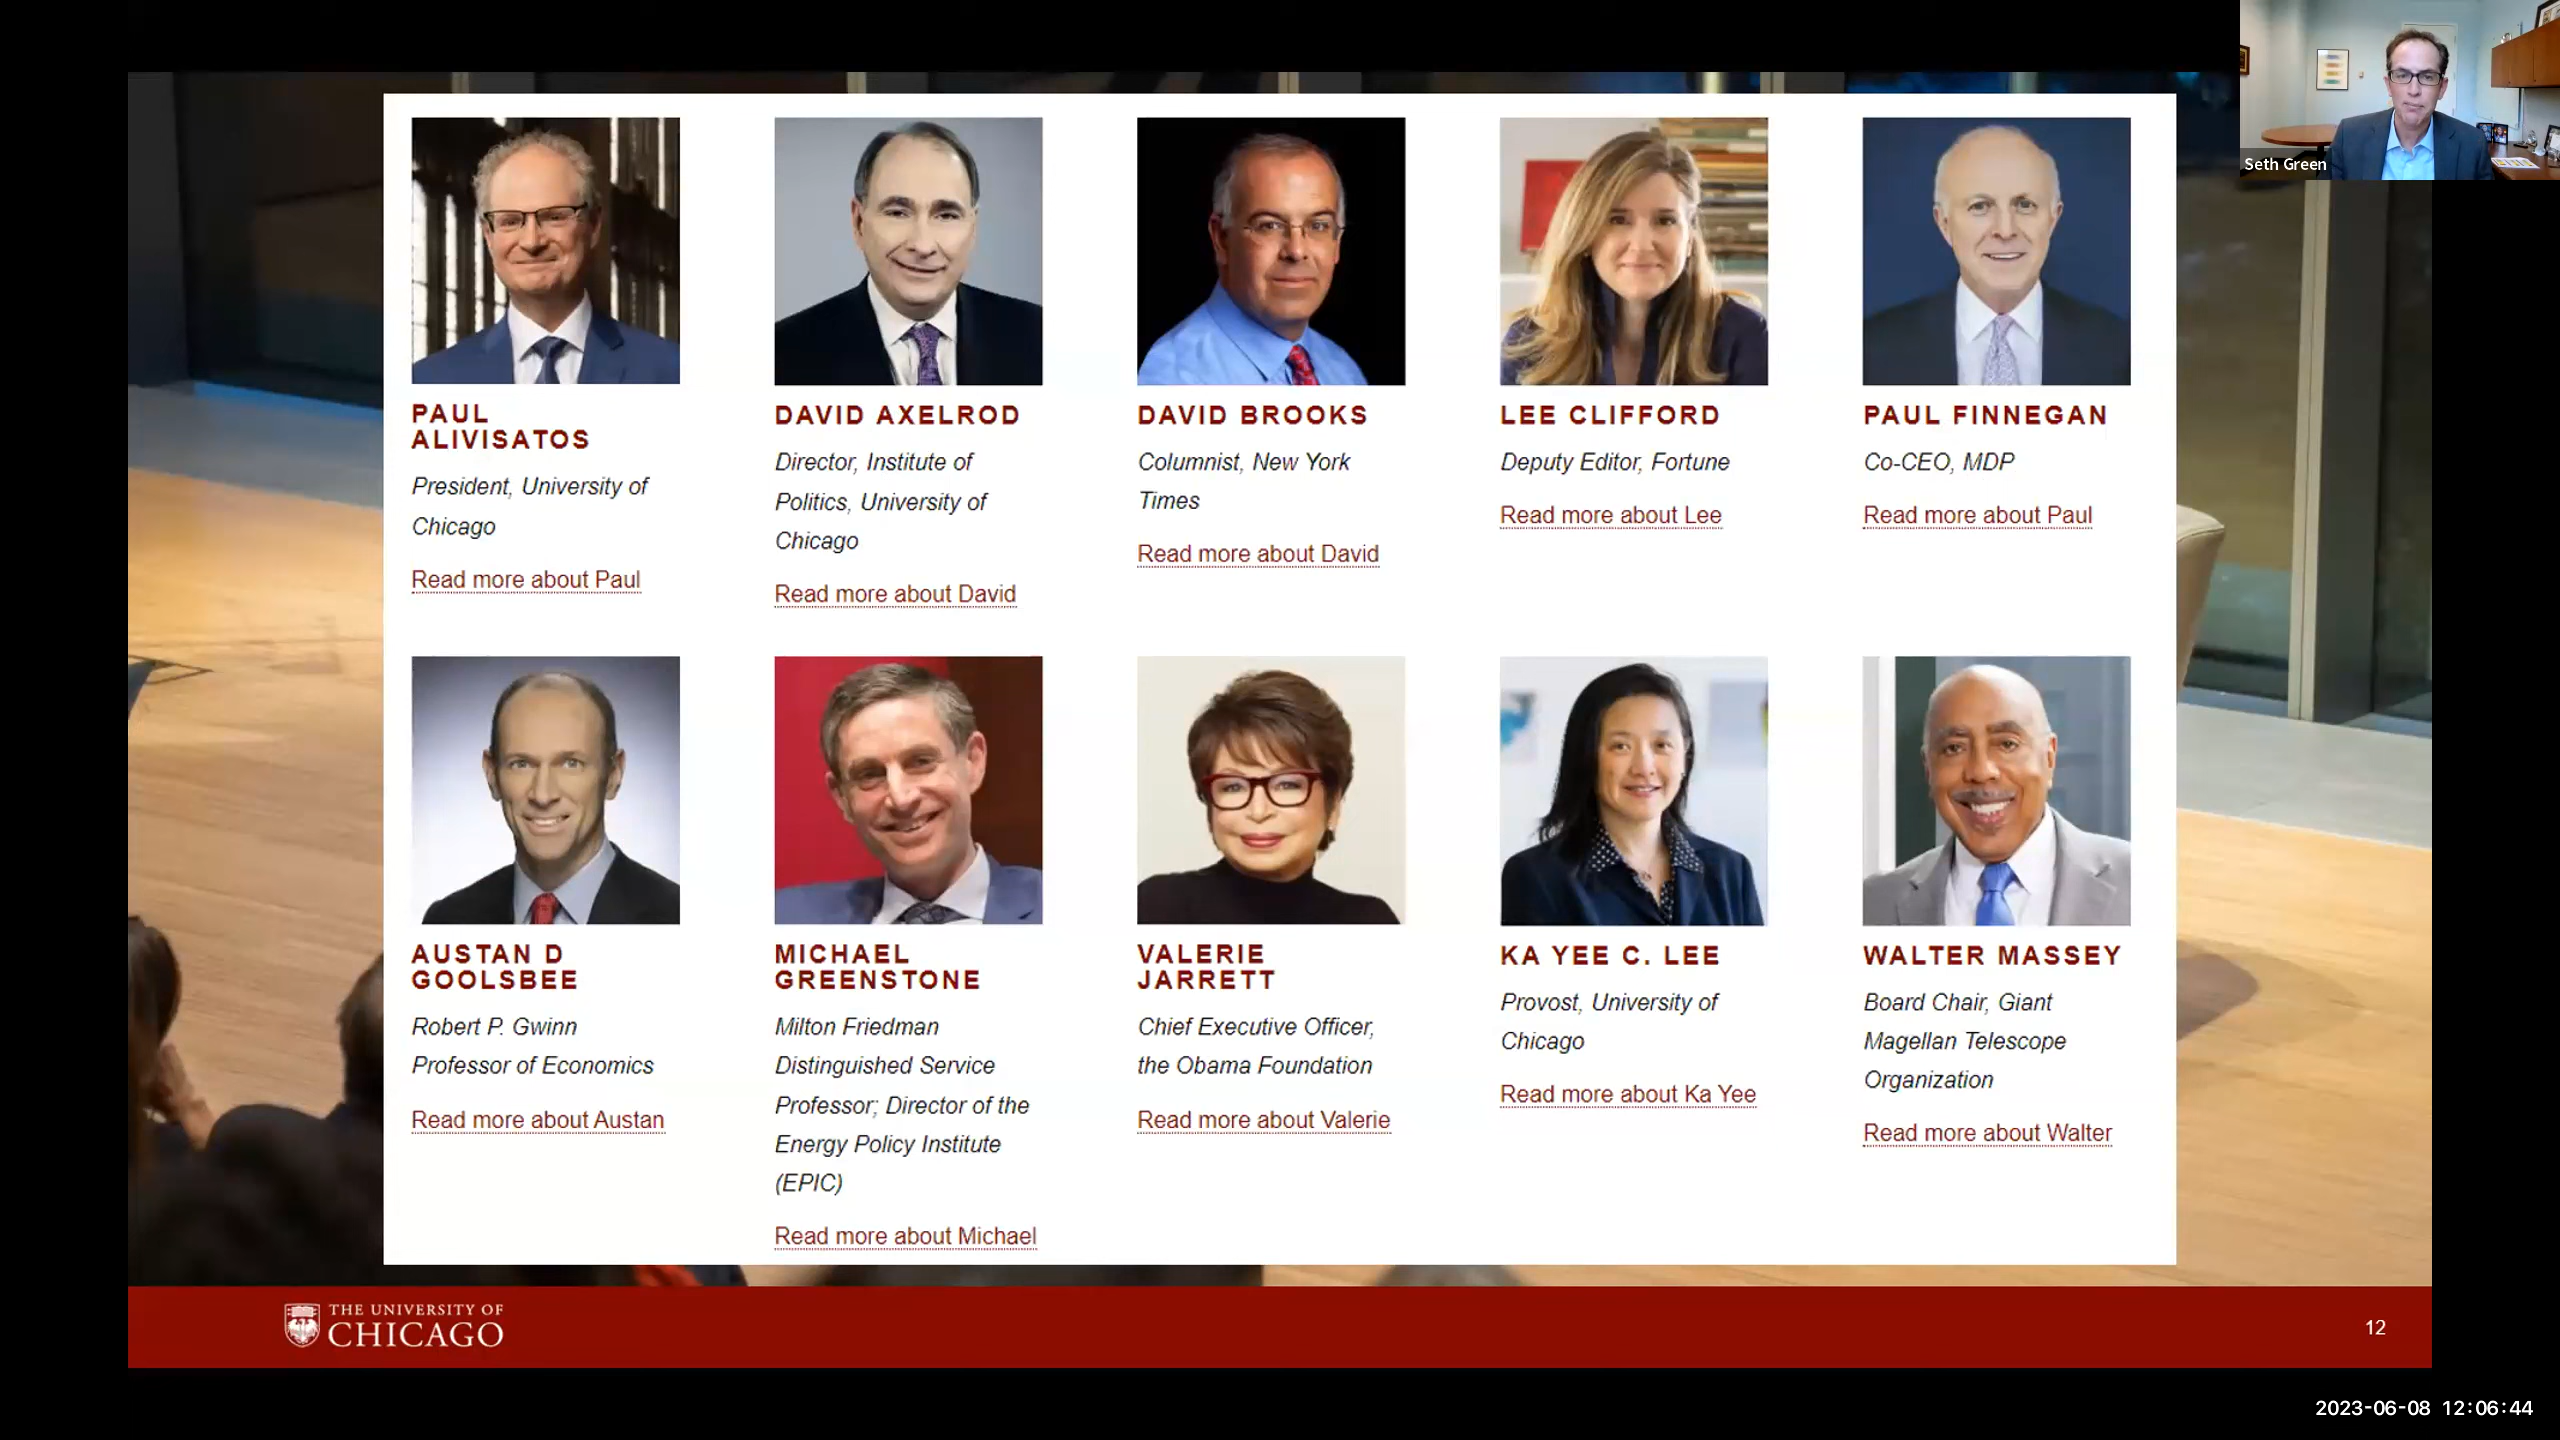 Seth Green
PAUL
ALIVISATOS
President, University of
Chicago
Read more about Paul
DAVID AXELROD
Director, Institute of
Politics, University of
Chicago
Read more about David
DAVID BROOKS
Columnist, New York
Times
Read more about David
LEE CLIFFORD
Deputy Editor, Fortune
Read more about Lee
PAUL FINNEGAN
Co-CEO, MDP
Read more about Paul
AUSTAN D
GOOLSBEE
Robert P. Gwinn
Professor of Economics
Read more about Austan
MICHAEL
GREENSTONE
Milton Friedman
Distinguished Service
Professor; Director of the
Energy Policy Institute
(EPIC)
Read more about Michael
VALERIE
JARRETT
Chief Executive Officer,
the Obama Foundation
Read more about Valerie
KA YEE C. LEE
Provost, University of
Chicago
Read more about Ka Yee
WALTER MASSEY
Board Chair, Giant
Magellan Telescope
Organization
Read more about Walter
THE UNIVERSITY OF
CHICAGO
12
2023-06-08 12:06:44